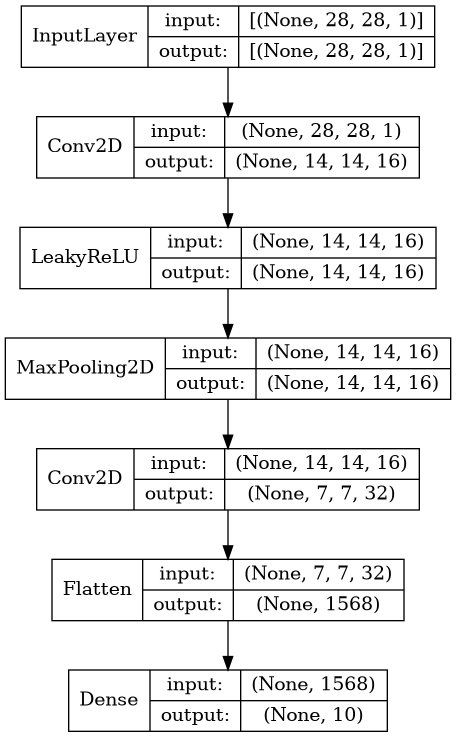 InputLayer
input: [(None, 28, 28, 1)]
output: [(None, 28, 28, 1)]
Conv2D
input: (None, 28, 28, 1)
output: (None, 14, 14, 16)
LeakyReLU
input: (None, 14, 14, 16)
output: (None, 14, 14, 16)
MaxPooling2D
input: (None, 14, 14, 16)
output: (None, 14, 14, 16)
Conv2D
input: (None, 14, 14, 16)
output: (None, 7, 7, 32)
Flatten
input: (None, 7, 7, 32)
output: (None, 1568)
Dense
input: (None, 1568)
output: (None, 10)